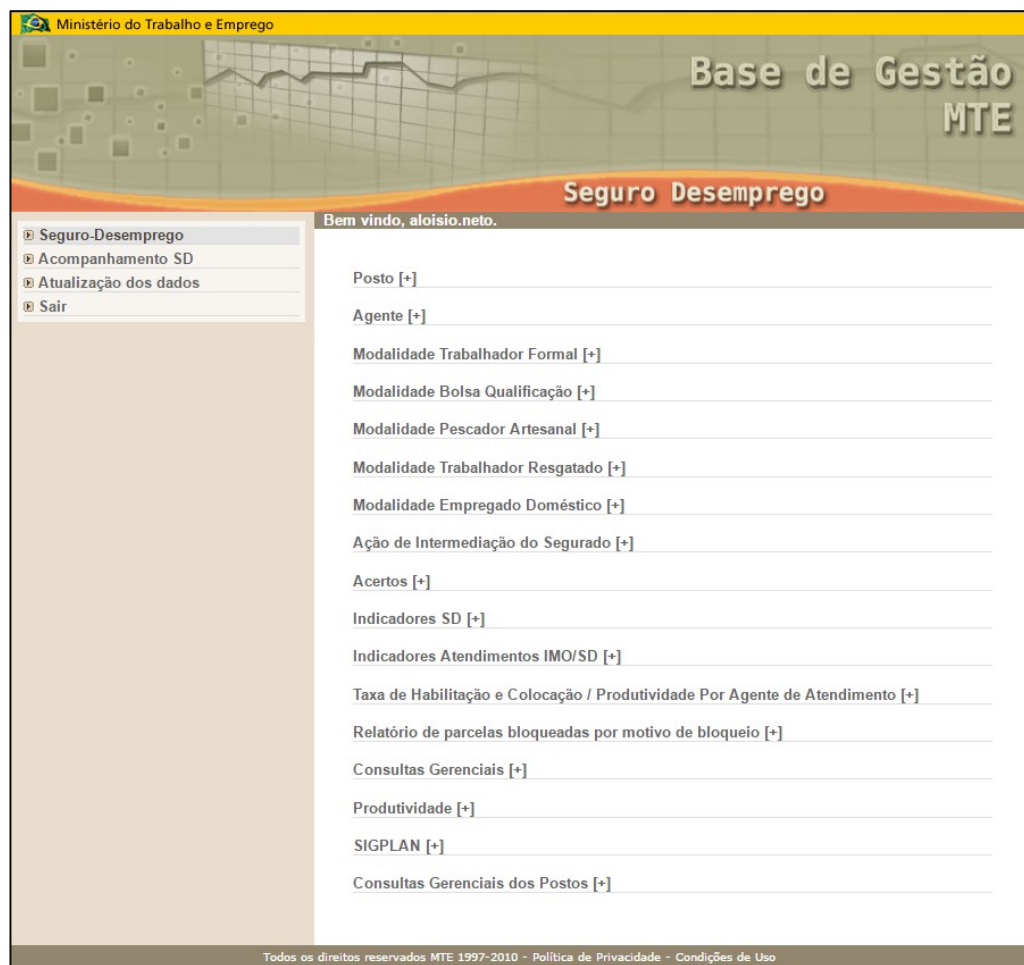 Ministério do Trabalho e Emprego
Base de Gestão
MTE
Seguro Desemprego
Bem vindo, aloisio.neto.
Seguro-Desemprego
Acompanhamento SD
Atualização dos dados
Sair
Posto [+]
Agente [+]
Modalidade Trabalhador Formal [+]
Modalidade Bolsa Qualificação [+]
Modalidade Pescador Artesanal [+]
Modalidade Trabalhador Resgatado [+]
Modalidade Empregado Doméstico [+]
Ação de Intermediação do Segurado [+]
Acertos [+]
Indicadores SD [+]
Indicadores Atendimentos IMO/SD [+]
Taxa de Habilitação e Colocação / Produtividade Por Agente de Atendimento [+]
Relatório de parcelas bloqueadas por motivo de bloqueio [+]
Consultas Gerenciais [+]
Produtividade [+]
SIGPLAN [+]
Consultas Gerenciais dos Postos [+]
Todos os direitos reservados MTE 1997-2010 - Política de Privacidade - Condições de Uso